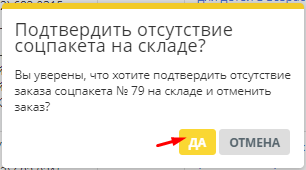 Подтвердить отсутствие
соцпакета на складе?
Вы уверены, что хотите подтвердить отсутствие
заказа соцпакета № 79 на складе и отменить
заказ?
ДА
ОТМЕНА